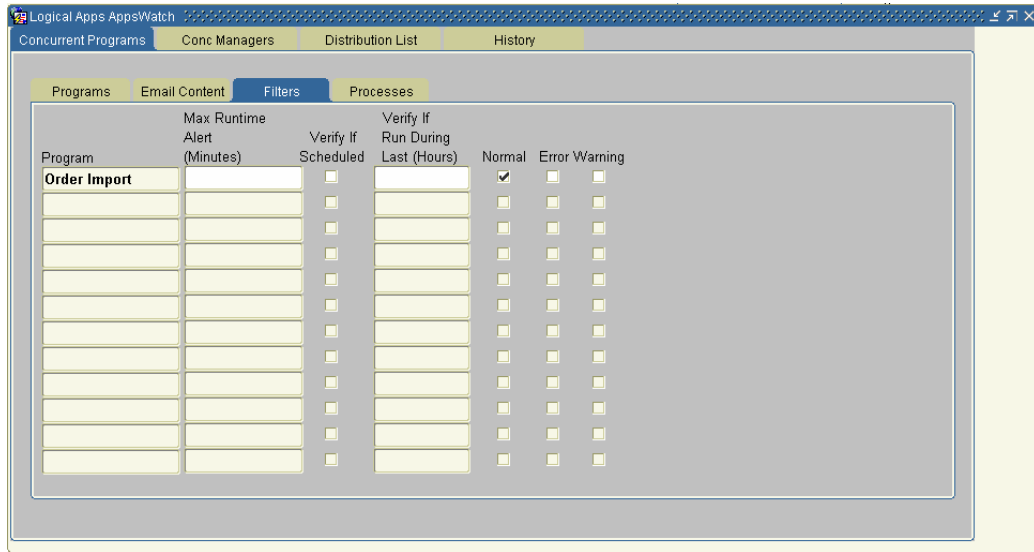 Logical Apps AppsWatch
Concurrent Programs Conc Managers Distribution List History
Programs Email Content Filters Processes
Max Runtime Verify If
Alert Verify If Run During
Program (Minutes) Scheduled Last (Hours) Normal Error Warning
Order Import